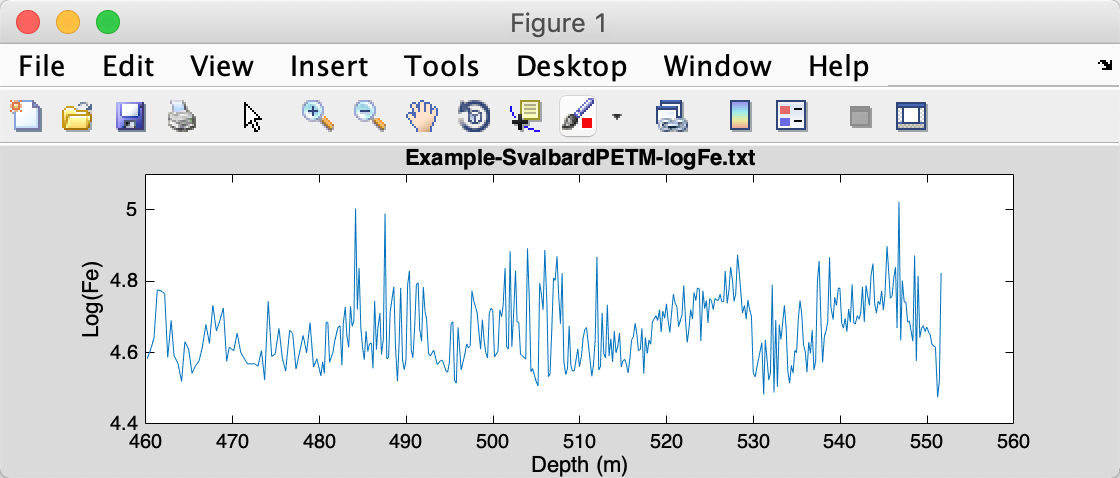 Figure 1
File Edit View Insert Tools Desktop Window Help
Example-SvalbardPETM-logFe.txt
5
4.8
4.6
4.4
Log(Fe)
460 470 480 490 500 510 520 530 540 550 560
Depth (m)